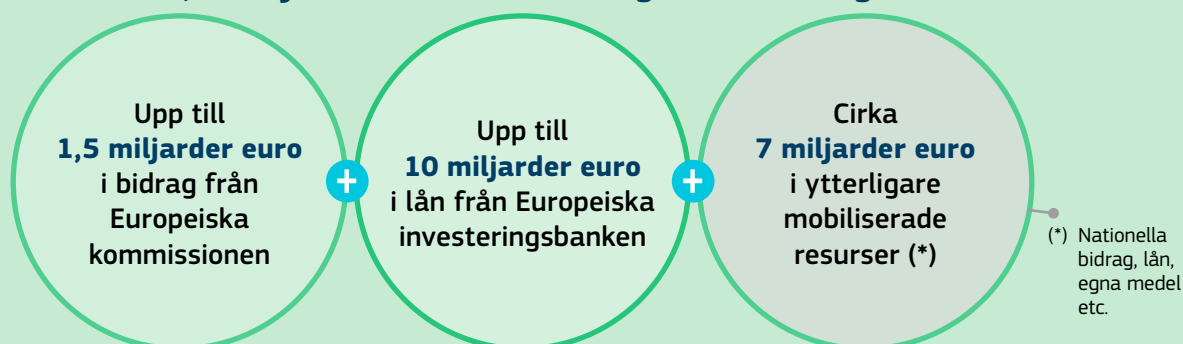 Upp till
1,5 miljarder euro
i bidrag från
Europeiska
kommissionen
+
Upp till
10 miljarder euro
i lån från Europeiska
investeringsbanken
+
Cirka
7 miljarder euro
i ytterligare
mobiliserade
resurser (*)
(*) Nationella
bidrag, lån,
egna medel
etc.